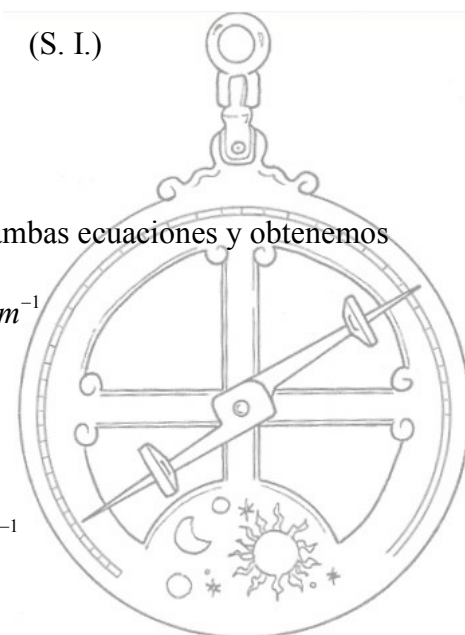 (S. I.)
ambas ecuaciones y obtenemos
m⁻¹
⁻¹